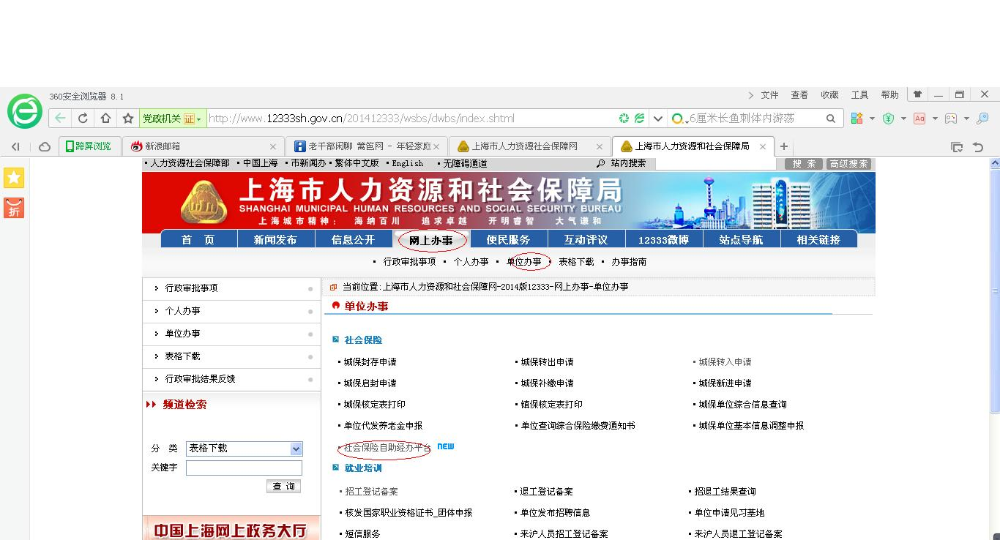 360安全浏览器 8.1
文件 查看 收藏 工具 帮助
党政机关 证 http://www.12333sh.gov.cn/201412333/wsbs/dwbs/index.shtml
6厘米长鱼刺体内游荡
跨屏浏览 新浪邮箱 老干部闲聊 篱笆网 - 年轻家庭 上海市人力资源社会保障网 上海市人力资源和社会保障局
折
人力资源社会保障部 中国上海 市新闻办 繁体中文版 English 无障碍通道 站内搜索 搜 索 高级搜索
上海市人力资源和社会保障局
SHANGHAI MUNICIPAL HUMAN RESOURCES AND SOCIAL SECURITY BUREAU
上海城市精神： 海纳百川 追求卓越 开明睿智 大气谦和
首 页 新闻发布 信息公开 网上办事 便民服务 互动评议 12333微博 站点导航 相关链接
行政审批事项 个人办事 单位办事 表格下载 办事指南
行政审批事项
个人办事
单位办事
表格下载
行政审批结果反馈
频道检索
分 类 表格下载
关键字
查 询
中国上海网上政务大厅
当前位置:上海市人力资源和社会保障网-2014版12333-网上办事-单位办事
单位办事
社会保险
城保封存申请 城保转出申请 城保转入申请
城保启封申请 城保补缴申请 城保新进申请
城保核定表打印 镇保核定表打印 城保单位综合信息查询
单位代发养老金申报 单位查询综合保险缴费通知书 城保单位基本信息调整申报
社会保险自助经办平台 NEW
就业培训
招工登记备案 退工登记备案 招退工结果查询
核发国家职业资格证书_团体申报 单位发布招聘信息 单位申请见习基地
短信服务 来沪人员招工登记备案 来沪人员退工登记备案